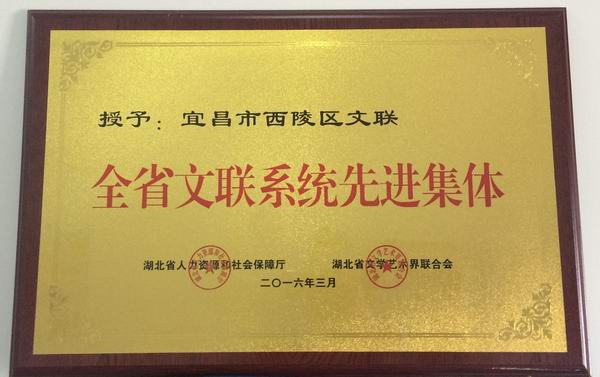 授予：宜昌市西陵区文联
全省文联系统先进集体
湖北省人力资源和社会保障厅 湖北省文学艺术界联合会
二〇一六年三月